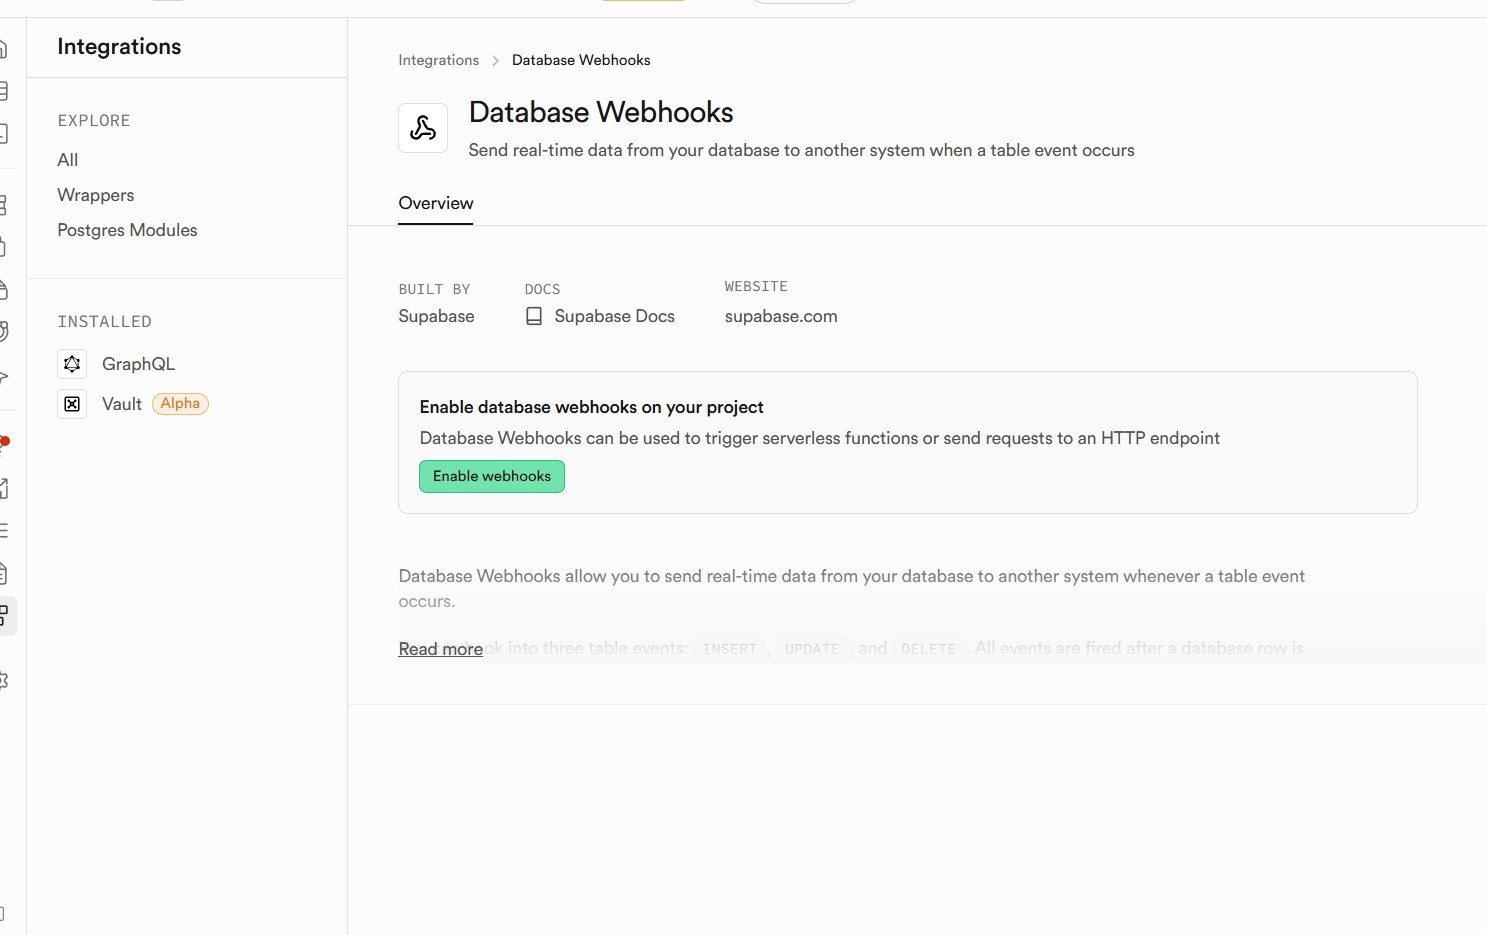 Integrations
EXPLORE
All
Wrappers
Postgres Modules
INSTALLED
GraphQL
Vault Alpha
Integrations Database Webhooks
Database Webhooks
Send real-time data from your database to another system when a table event occurs
Overview
BUILT BY
Supabase
DOCS
Supabase Docs
WEBSITE
supabase.com
Enable database webhooks on your project
Database Webhooks can be used to trigger serverless functions or send requests to an HTTP endpoint
Enable webhooks
Database Webhooks allow you to send real-time data from your database to another system whenever a table event
occurs.
Read more
into three table events: INSERT , UPDATE , and DELETE . All events are fired after a database row is